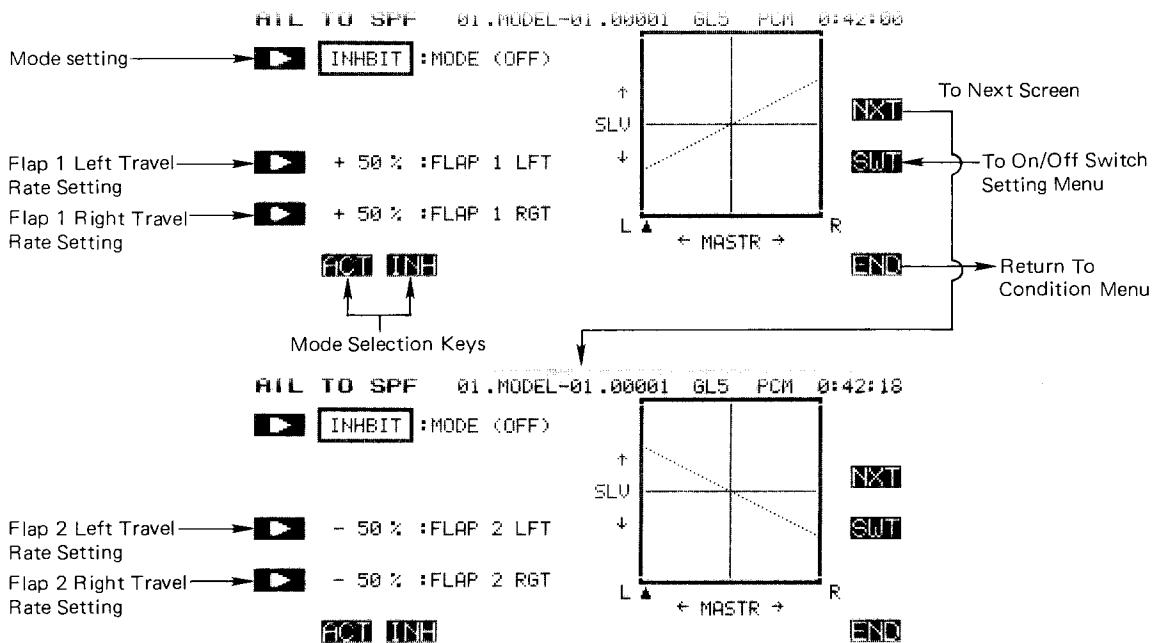 AIL TO SPF 01.MODEL-01.00001 GL5 PCM 0:42:00
Mode setting
INHBIT :MODE (OFF)
↑
SLV
↓
To Next Screen
NXT
Flap 1 Left Travel
Rate Setting
+ 50 % :FLAP 1 LFT
SWT
To On/Off Switch
Setting Menu
Flap 1 Right Travel
Rate Setting
+ 50 % :FLAP 1 RGT
L
← MASTR →
R
ACT INH
END
Return To
Condition Menu
Mode Selection Keys
AIL TO SPF 01.MODEL-01.00001 GL5 PCM 0:42:18
INHBIT :MODE (OFF)
↑
SLV
↓
NXT
Flap 2 Left Travel
Rate Setting
- 50 % :FLAP 2 LFT
SWT
Flap 2 Right Travel
Rate Setting
- 50 % :FLAP 2 RGT
L
← MASTR →
R
ACT INH
END